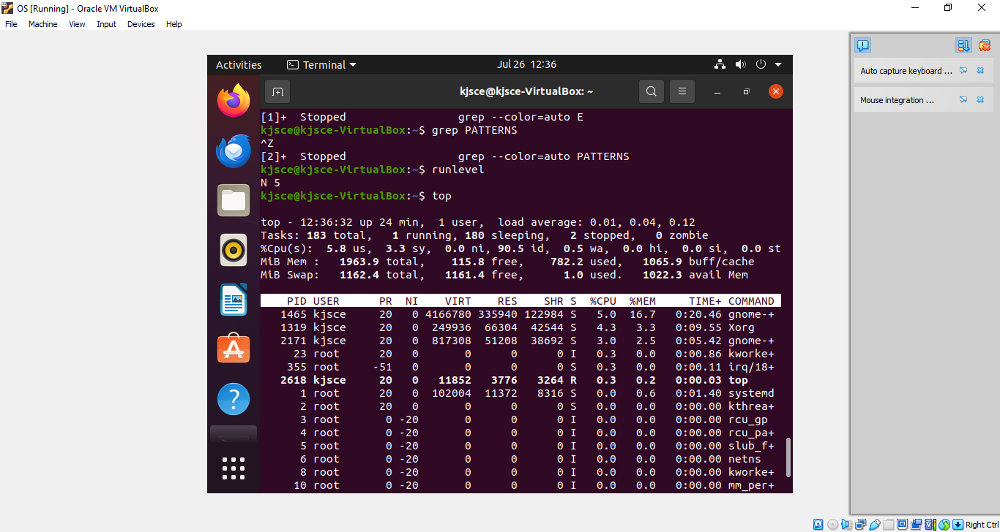 OS [Running] - Oracle VM VirtualBox
File Machine View Input Devices Help
Activities Terminal Jul 26 12:36
kjsce@kjsce-VirtualBox: ~
[1]+  Stopped                 grep --color=auto E
kjsce@kjsce-VirtualBox:~$ grep PATTERNS
^Z
[2]+  Stopped                 grep --color=auto PATTERNS
kjsce@kjsce-VirtualBox:~$ runlevel
N 5
kjsce@kjsce-VirtualBox:~$ top
top - 12:36:32 up 24 min,  1 user,  load average: 0.01, 0.04, 0.12
Tasks: 183 total,   1 running, 180 sleeping,   2 stopped,   0 zombie
%Cpu(s):  5.8 us,  3.3 sy,  0.0 ni, 90.5 id,  0.5 wa,  0.0 hi,  0.0 si,  0.0 st
MiB Mem :   1963.9 total,    115.8 free,    782.2 used,   1065.9 buff/cache
MiB Swap:   1162.4 total,   1161.4 free,      1.0 used.   1022.3 avail Mem
PID USER      PR  NI    VIRT    RES    SHR S  %CPU  %MEM     TIME+ COMMAND
1465 kjsce     20   0 4166780 335940 122984 S   5.0  16.7   0:20.46 gnome-+
1319 kjsce     20   0  249936  66304  42544 S   4.3   3.3   0:09.55 Xorg
2171 kjsce     20   0  817308  51208  38692 S   3.0   2.5   0:05.42 gnome-+
23 root      20   0       0      0      0 I   0.3   0.0   0:00.86 kworke+
355 root     -51   0       0      0      0 S   0.3   0.0   0:00.11 irq/18+
2618 kjsce     20   0   11852   3776   3264 R   0.3   0.2   0:00.03 top
1 root      20   0  102004  11372   8316 S   0.0   0.6   0:01.40 systemd
2 root      20   0       0      0      0 S   0.0   0.0   0:00.00 kthrea+
3 root       0 -20       0      0      0 I   0.0   0.0   0:00.00 rcu_gp
4 root       0 -20       0      0      0 I   0.0   0.0   0:00.00 rcu_pa+
5 root       0 -20       0      0      0 I   0.0   0.0   0:00.00 slub_f+
6 root       0 -20       0      0      0 I   0.0   0.0   0:00.00 netns
8 root       0 -20       0      0      0 I   0.0   0.0   0:00.00 kworke+
10 root       0 -20       0      0      0 I   0.0   0.0   0:00.00 mm_per+
Auto capture keyboard ...
Mouse integration ...
Right Ctrl